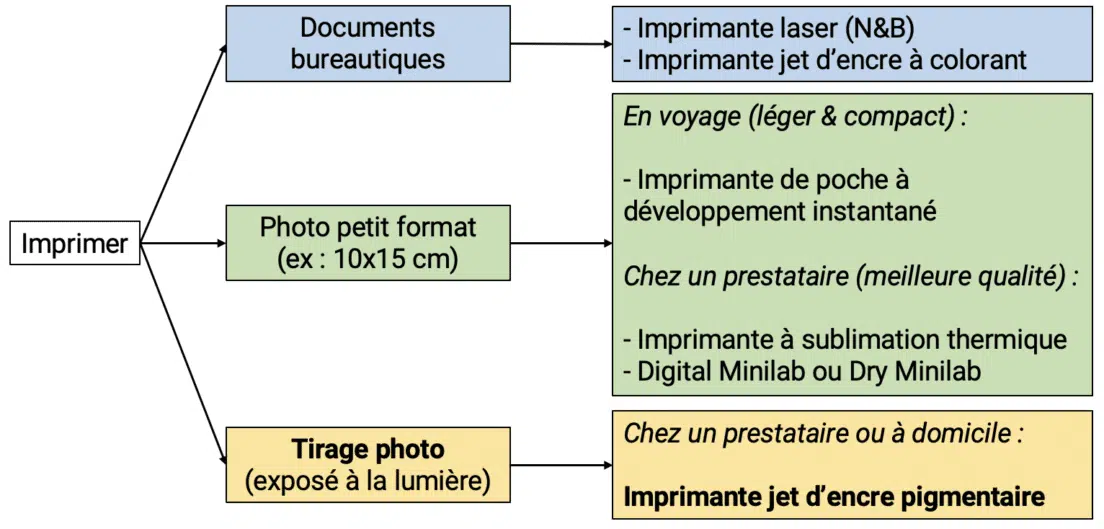 Imprimer
Documents
bureautiques
- Imprimante laser (N&B)
- Imprimante jet d'encre à colorant
Photo petit format
(ex : 10x15 cm)
En voyage (léger & compact) :
- Imprimante de poche à
développement instantané
Chez un prestataire (meilleure qualité) :
- Imprimante à sublimation thermique
- Digital Minilab ou Dry Minilab
Tirage photo
(exposé à la lumière)
Chez un prestataire ou à domicile :
Imprimante jet d'encre pigmentaire